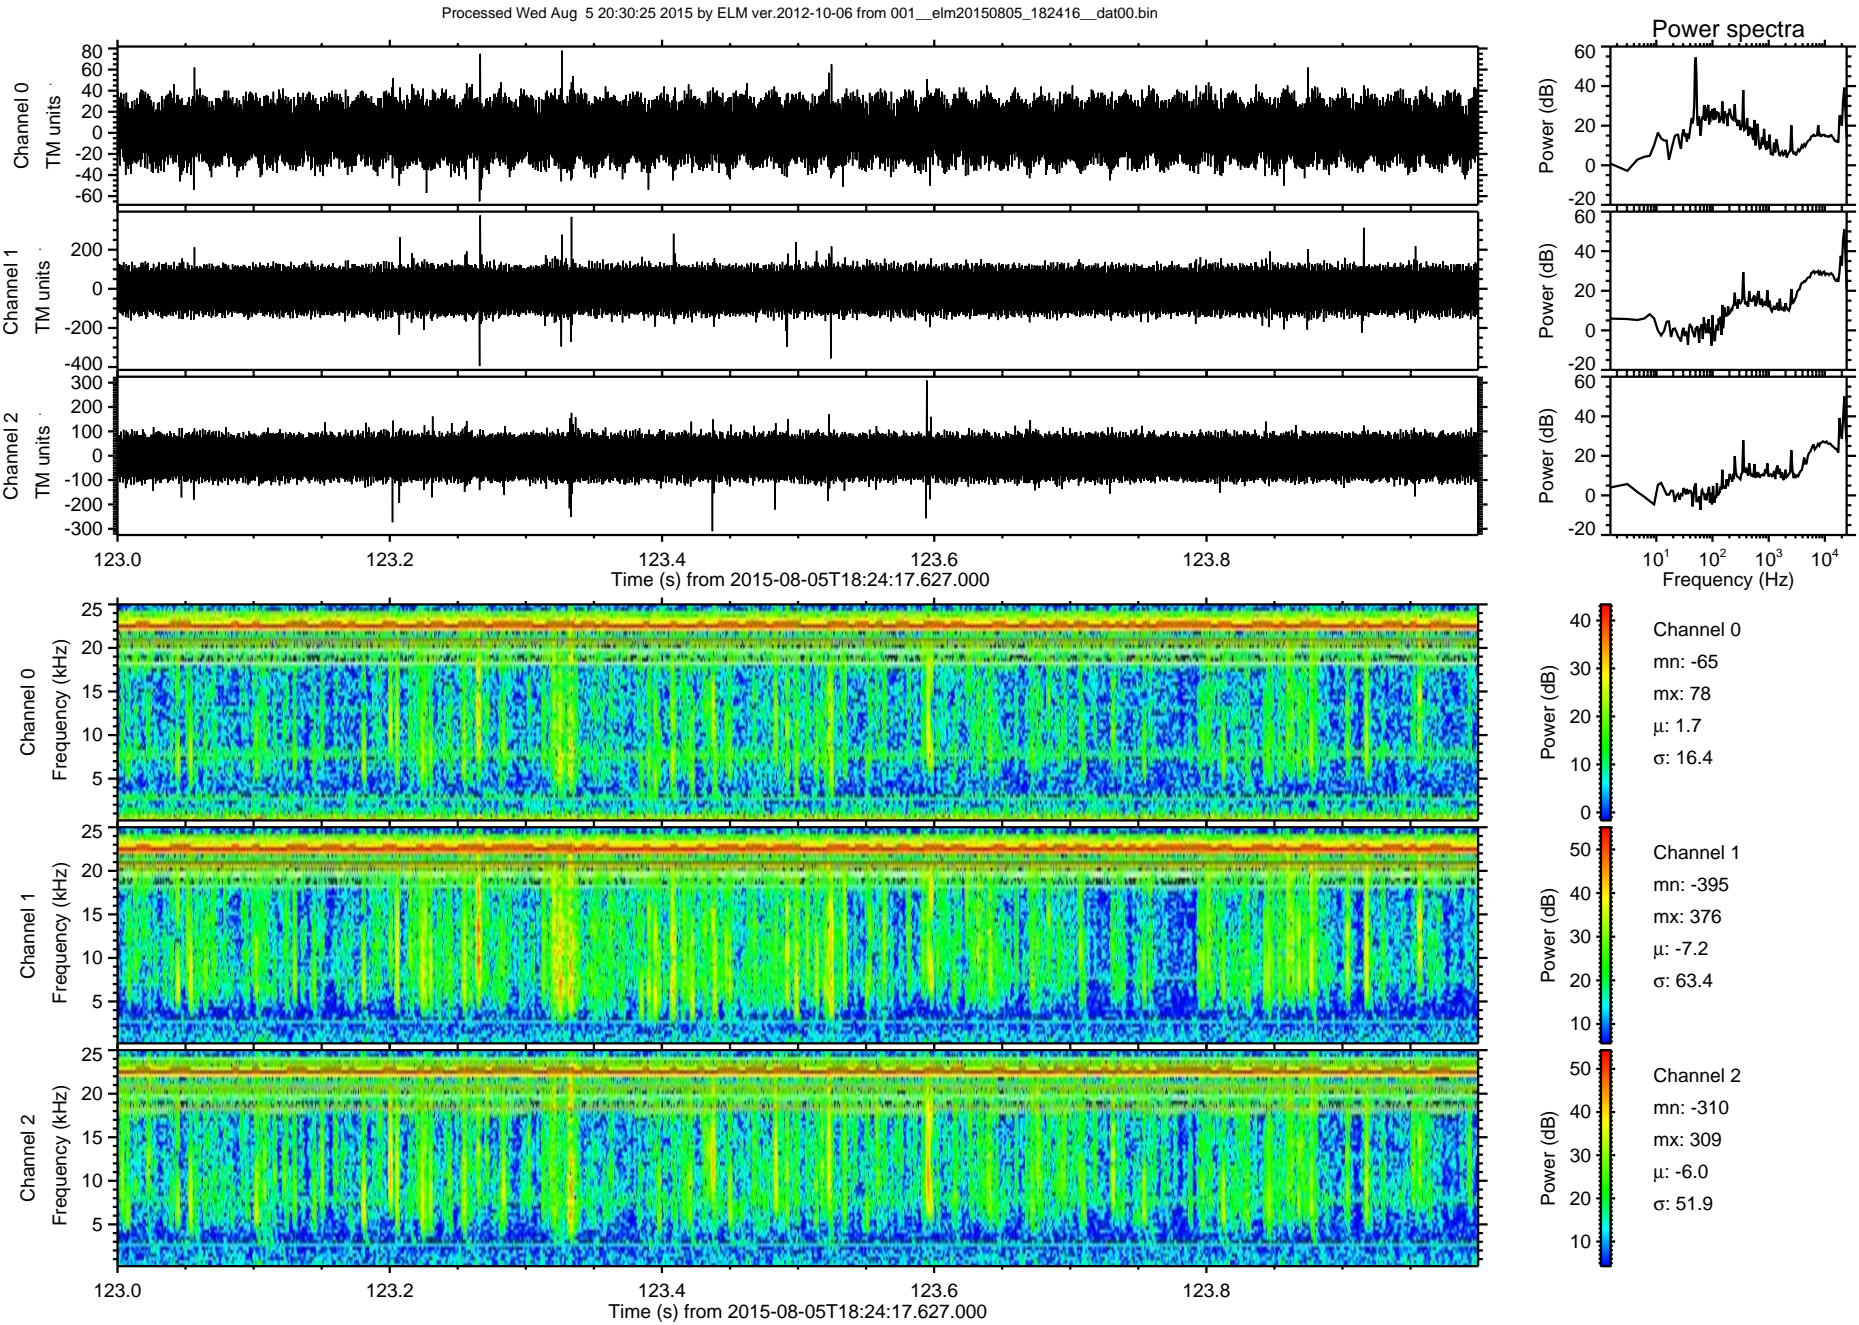 Processed Wed Aug  5 20:30:25 2015 by ELM ver.2012-10-06 from 001__elm20150805_182416__dat00.bin
Power spectra
Channel 0
TM units
80
60
40
20
0
-20
-40
-60
Power (dB)
60
40
20
0
-20
Channel 1
TM units
200
0
-200
-400
Power (dB)
60
40
20
0
-20
Channel 2
TM units
300
200
100
0
-100
-200
-300
Power (dB)
60
40
20
0
-20
123.0 123.2 123.4 123.6 123.8
Time (s) from 2015-08-05T18:24:17.627.000
10¹ 10² 10³ 10⁴
Frequency (Hz)
Channel 0
Frequency (kHz)
25
20
15
10
5
Power (dB)
40
30
20
10
0
Channel 0
mn: -65
mx: 78
μ: 1.7
σ: 16.4
Channel 1
Frequency (kHz)
25
20
15
10
5
Power (dB)
50
40
30
20
10
Channel 1
mn: -395
mx: 376
μ: -7.2
σ: 63.4
Channel 2
Frequency (kHz)
25
20
15
10
5
Power (dB)
50
40
30
20
10
Channel 2
mn: -310
mx: 309
μ: -6.0
σ: 51.9
123.0 123.2 123.4 123.6 123.8
Time (s) from 2015-08-05T18:24:17.627.000